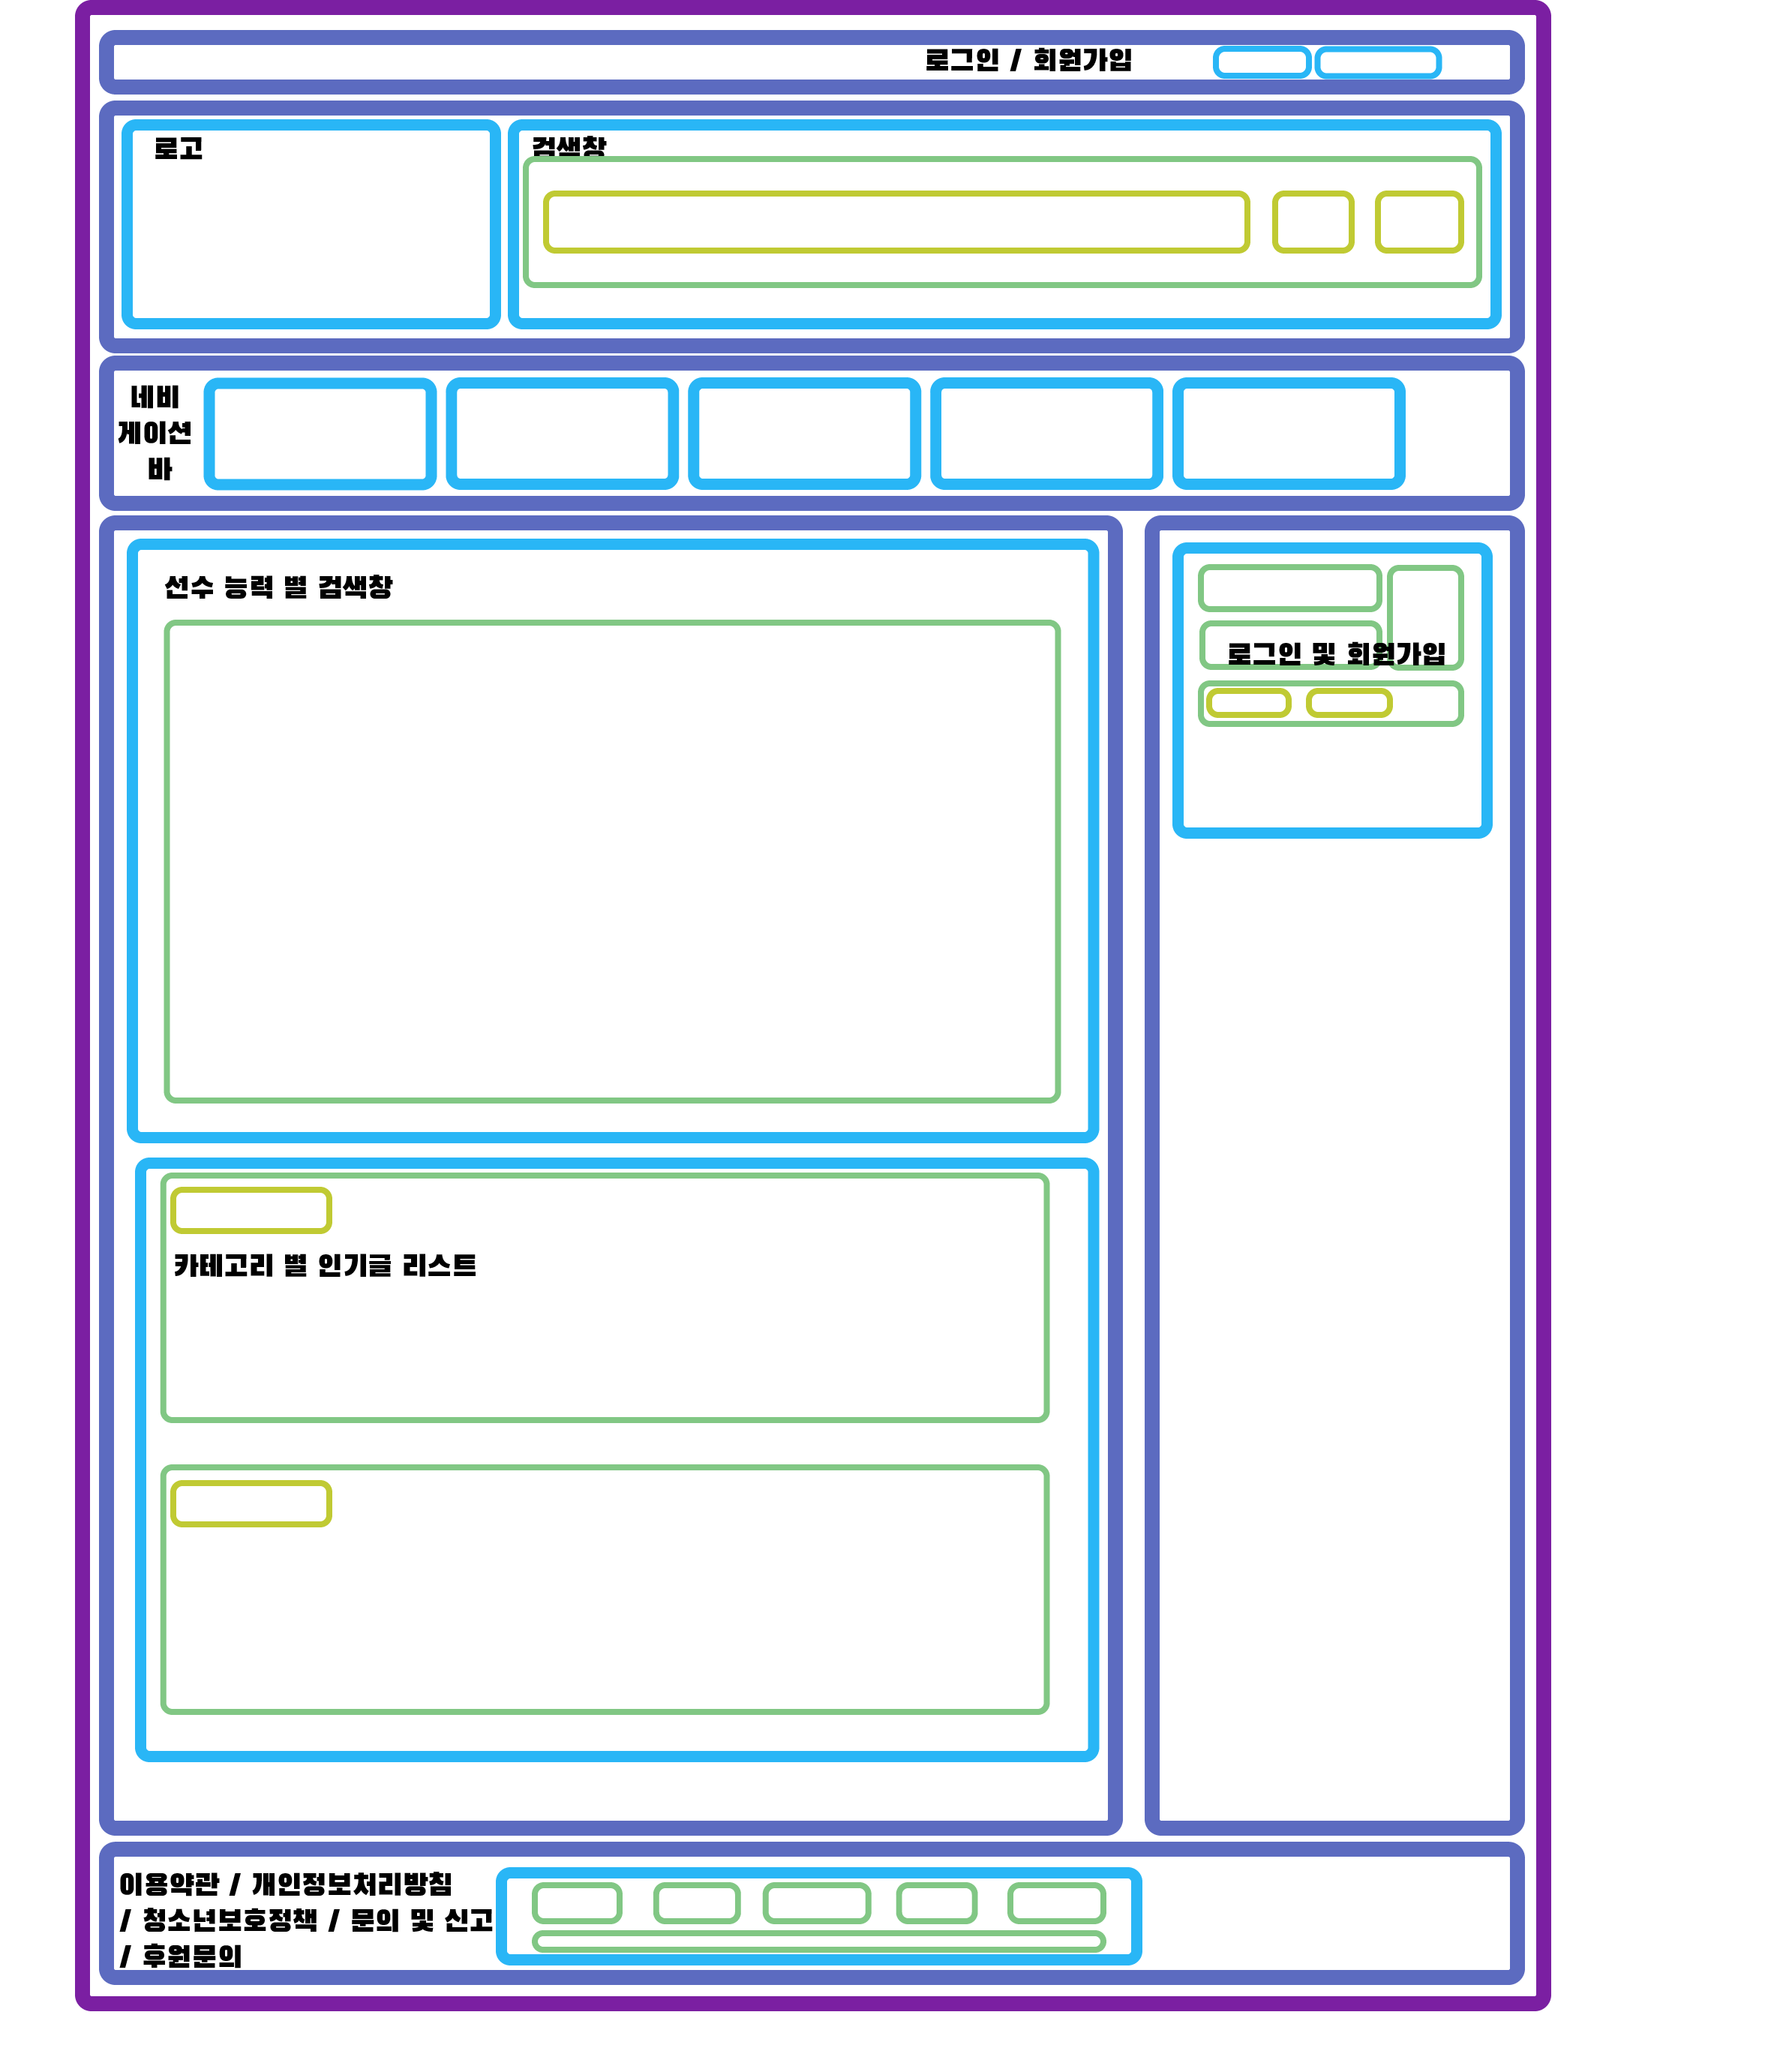 로그인 / 회원가입
로고
검색창
네비
게이션
바
선수 능력 별 검색창
로그인 및 회원가입
카테고리 별 인기글 리스트
이용약관 / 개인정보처리방침
/ 청소년보호정책 / 문의 및 신고
/ 후원문의